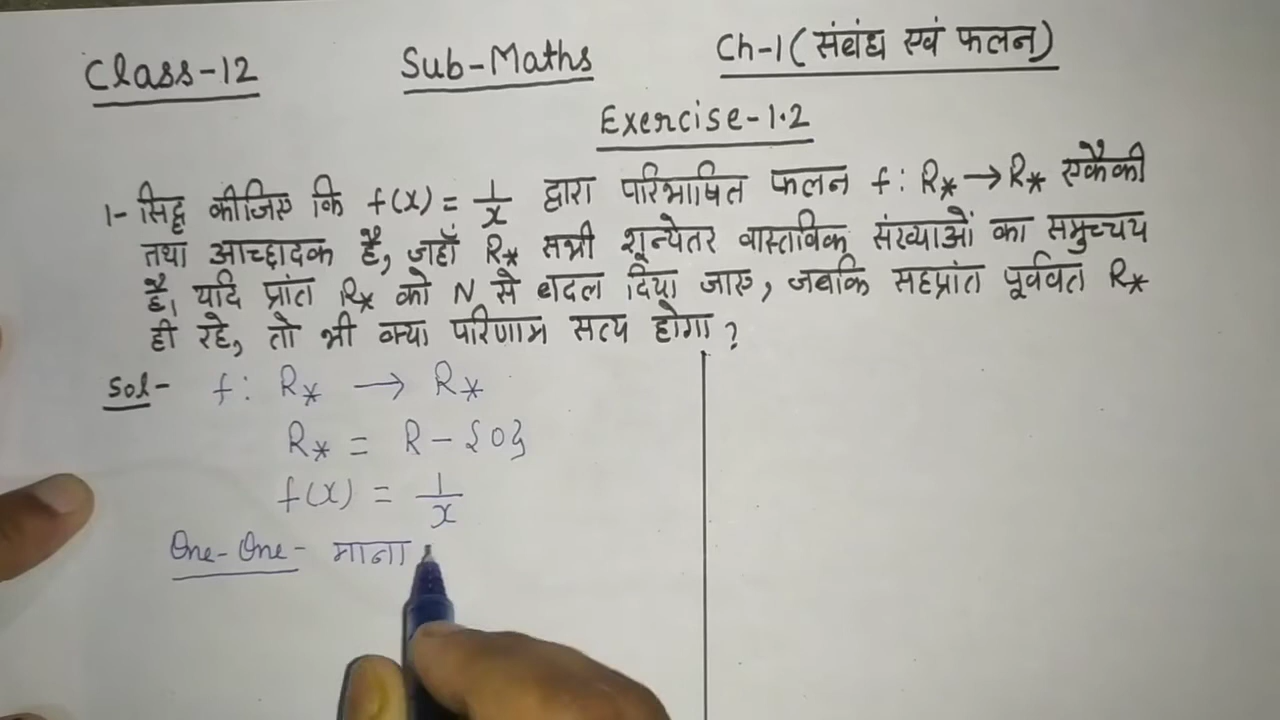 Class-12 Sub-Maths Ch-1 (संबंध एवं फलन)
Exercise-1.2
1- सिद्ध कीजिए कि f(x) = 1/x द्वारा परिभाषित फलन f: R* → R* एकैकी
तथा आच्छादक है, जहाँ R* सभी शून्येतर वास्तविक संख्याओं का समुच्चय
है। यदि प्रांत R* को N से बदल दिया जाए, जबकि सहप्रांत पूर्ववत R*
ही रहे, तो भी क्या परिणाम सत्य होगा?
Sol- f: R* → R*
R* = R - {0}
f(x) = 1/x
One-One- माना